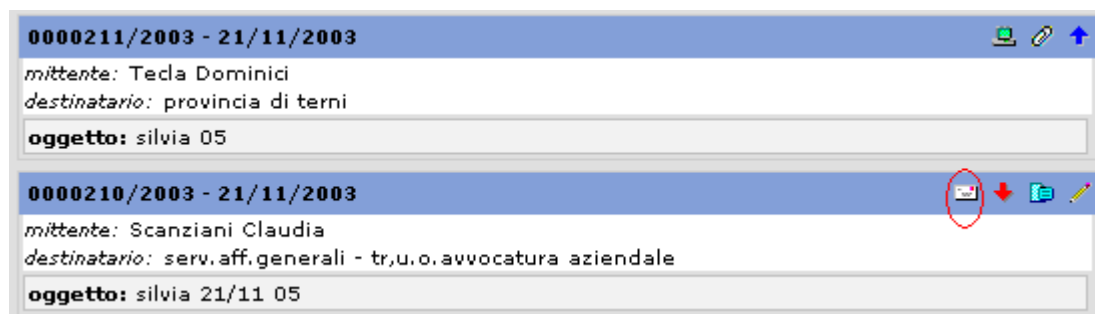 0000211/2003 - 21/11/2003
mittente: Tecla Dominici
destinatario: provincia di terni
oggetto: silvia 05
0000210/2003 - 21/11/2003
mittente: Scanziani Claudia
destinatario: serv.aff.generali - tr,u.o.avvocatura aziendale
oggetto: silvia 21/11 05